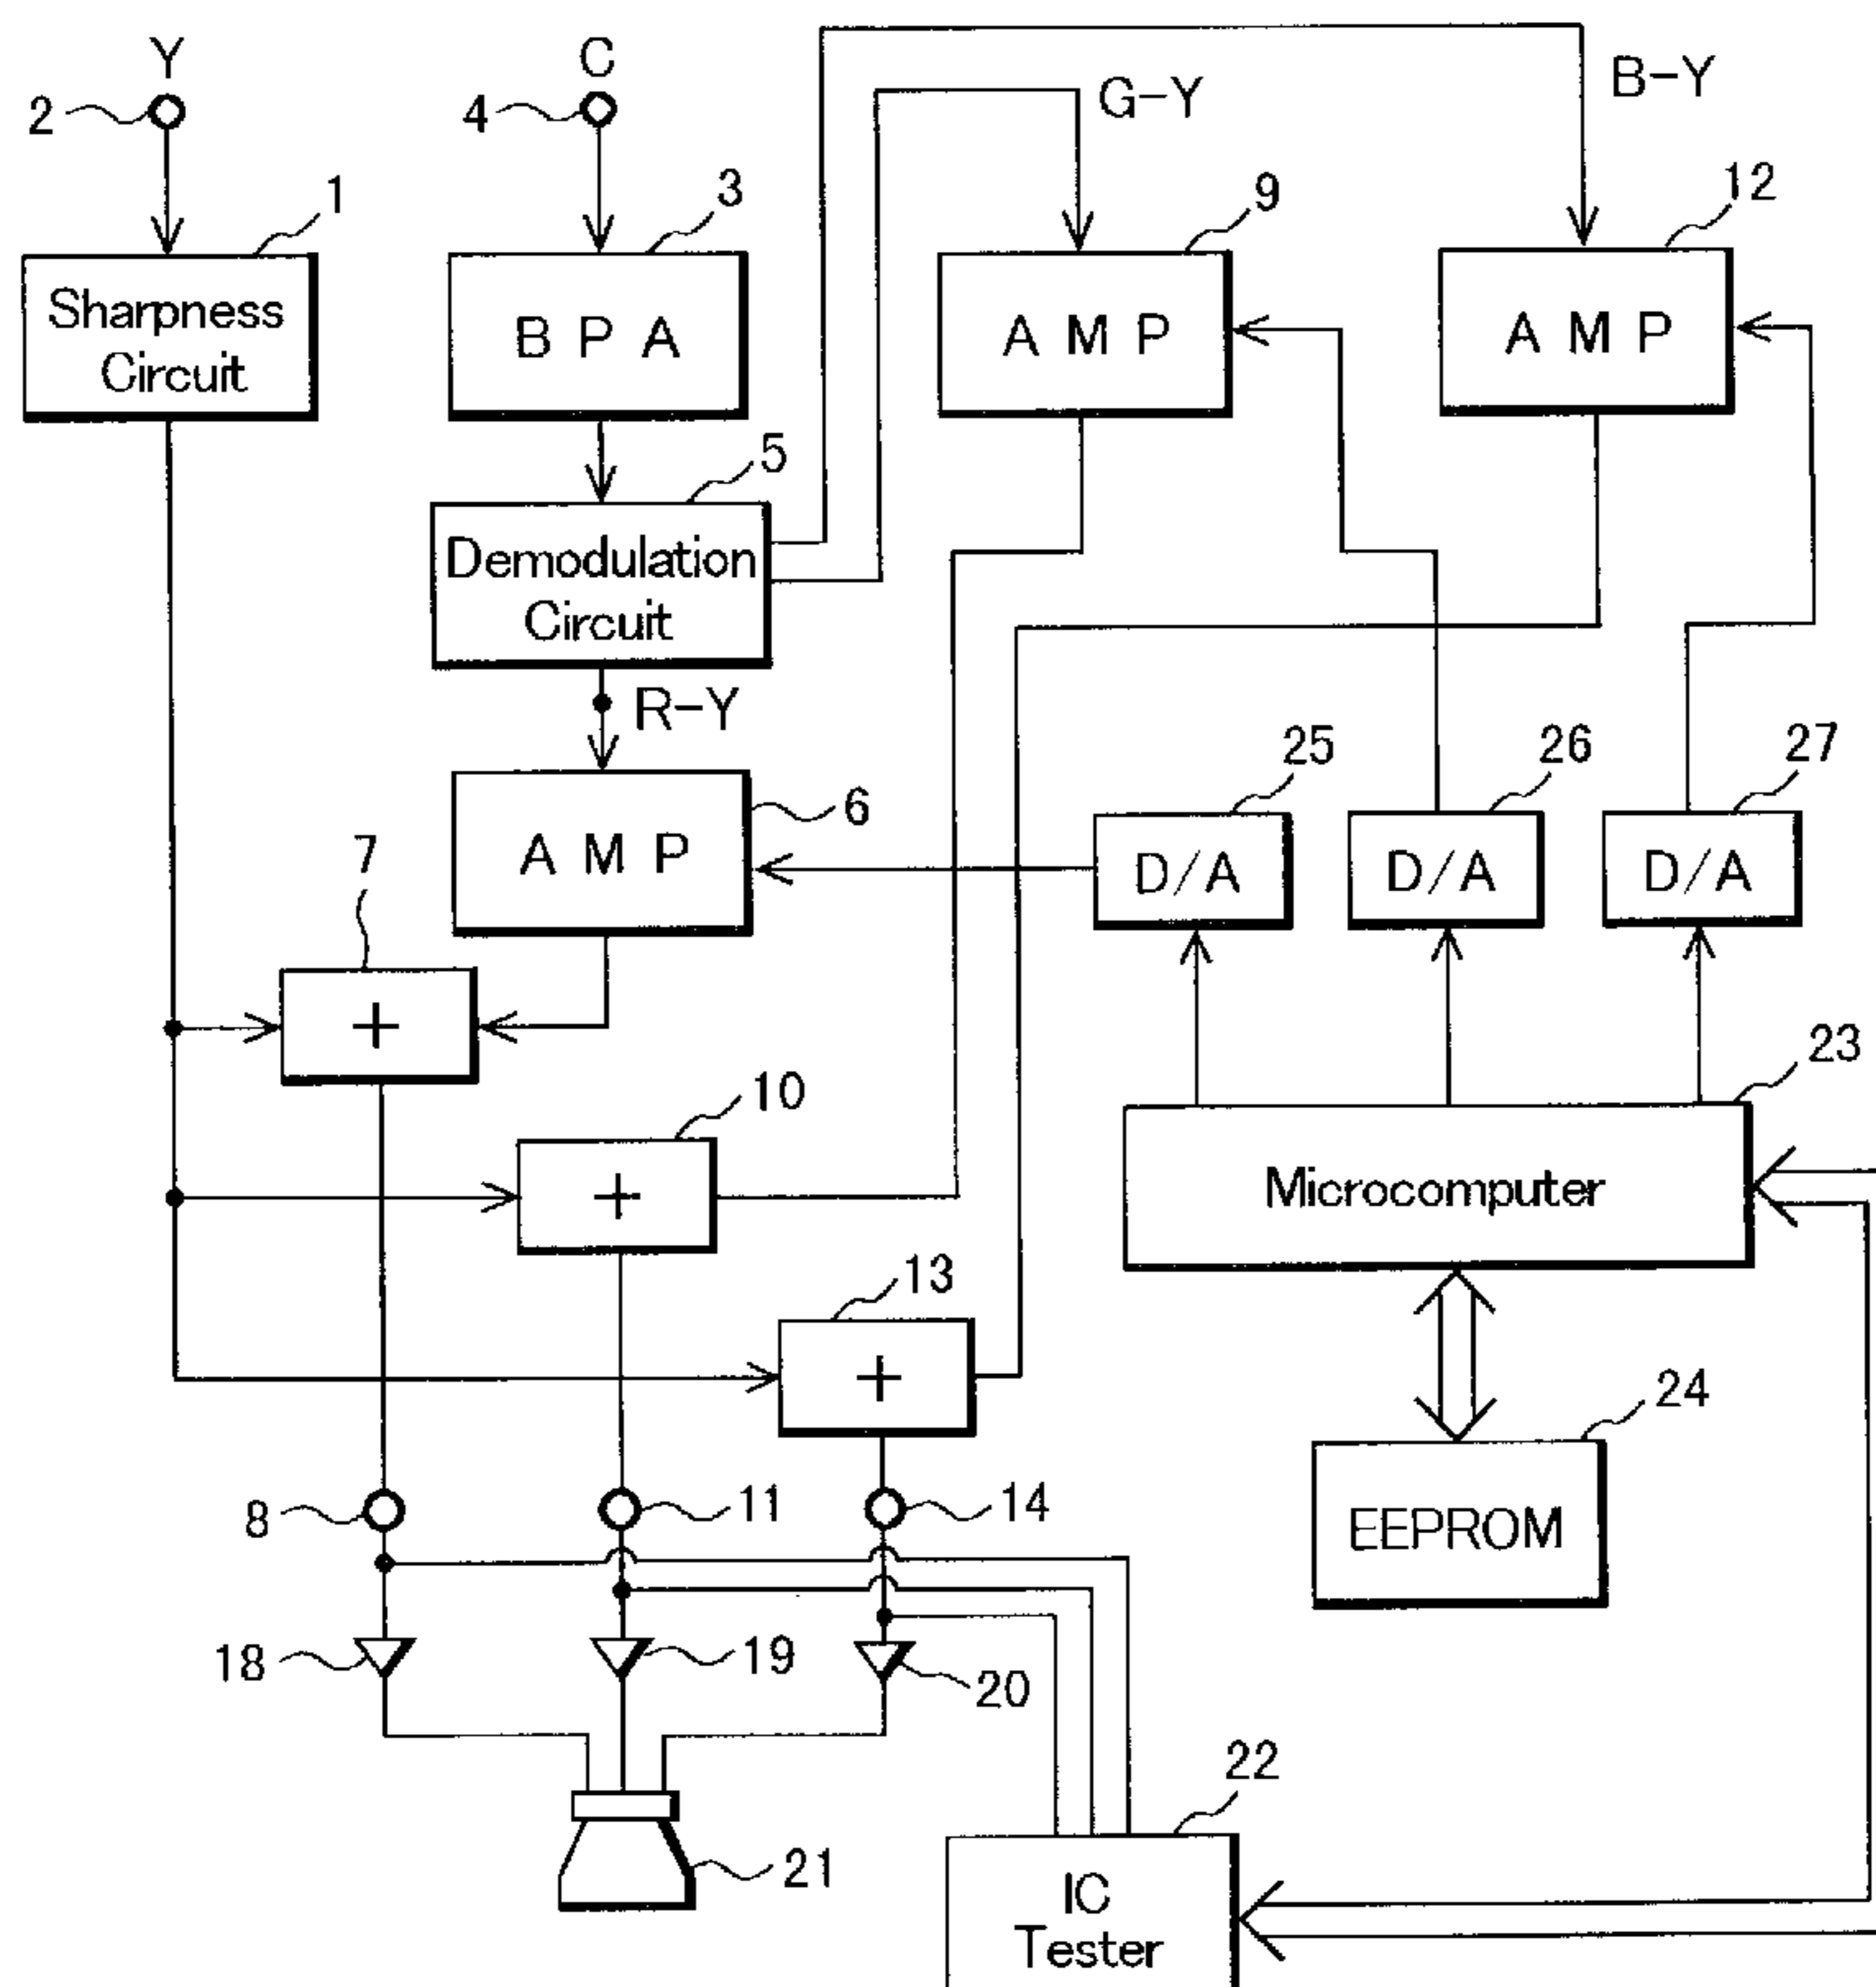 Y
C
G-Y
B-Y
2
4
1
3
9
12
Sharpness
Circuit
B P A
A M P
A M P
5
Demodulation
Circuit
R-Y
25
26
27
6
7
A M P
D/A
D/A
D/A
+
23
10
+
Microcomputer
13
+
24
8
11
14
EEPROM
18
19
20
22
21
IC
Tester